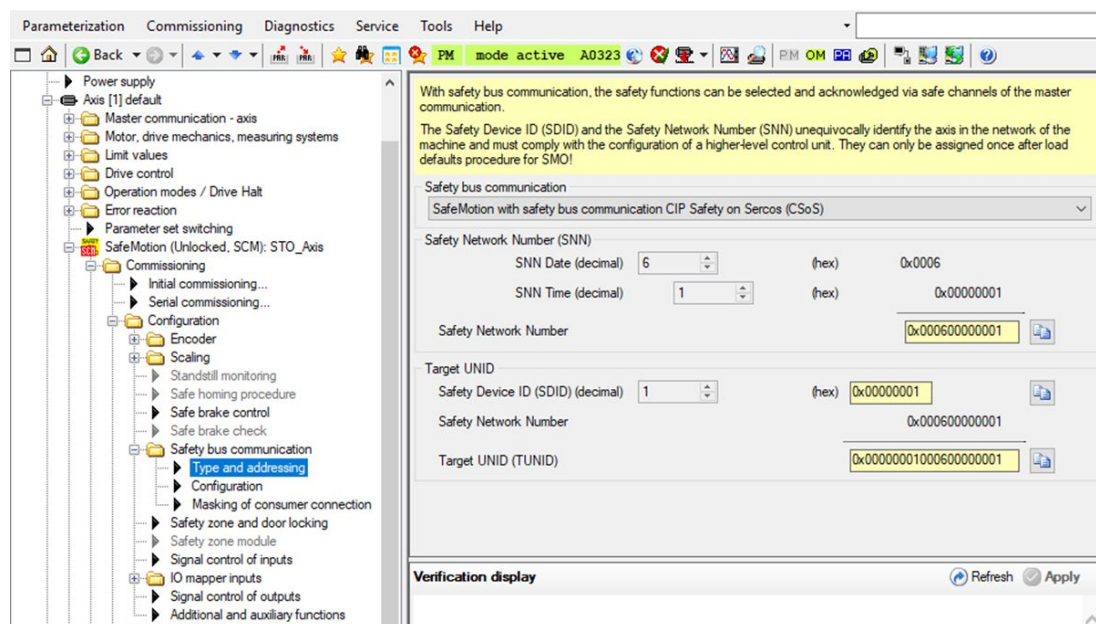 Parameterization Commissioning Diagnostics Service Tools Help
Back PM mode active A0323 PM OM PA
Power supply
Axis [1] default
Master communication - axis
Motor, drive mechanics, measuring systems
Limit values
Drive control
Operation modes / Drive Halt
Error reaction
Parameter set switching
SafeMotion (Unlocked, SCM): STO_Axis
Commissioning
Initial commissioning...
Serial commissioning...
Configuration
Encoder
Scaling
Standstill monitoring
Safe homing procedure
Safe brake control
Safe brake check
Safety bus communication
Type and addressing
Configuration
Masking of consumer connection
Safety zone and door locking
Safety zone module
Signal control of inputs
IO mapper inputs
Signal control of outputs
Additional and auxiliary functions
With safety bus communication, the safety functions can be selected and acknowledged via safe channels of the master
communication.
The Safety Device ID (SDID) and the Safety Network Number (SNN) unequivocally identify the axis in the network of the
machine and must comply with the configuration of a higher-level control unit. They can only be assigned once after load
defaults procedure for SMO!
Safety bus communication
SafeMotion with safety bus communication CIP Safety on Sercos (CSoS)
Safety Network Number (SNN)
SNN Date (decimal) 6 (hex) 0x0006
SNN Time (decimal) 1 (hex) 0x00000001
Safety Network Number 0x000600000001
Target UNID
Safety Device ID (SDID) (decimal) 1 (hex) 0x00000001
Safety Network Number 0x000600000001
Target UNID (TUNID) 0x00000001000600000001
Verification display Refresh Apply